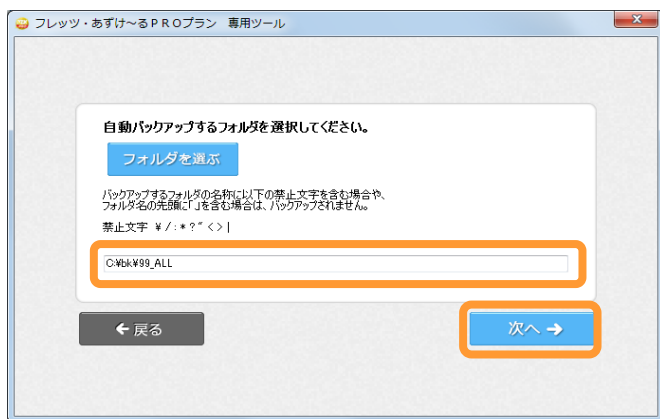 フレッツ・あずけ~るPROプラン 専用ツール
x
自動バックアップするフォルダを選択してください。
フォルダを選ぶ
バックアップするフォルダの名称に以下の禁止文字を含む場合や、
フォルダ名の先頭に「.」を含む場合は、バックアップされません。
禁止文字 ¥ / : * ? " < > |
C:¥bk¥99_ALL
← 戻る
次へ →